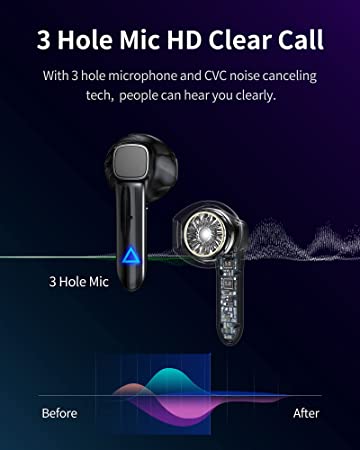 3 Hole Mic HD Clear Call
With 3 hole microphone and CVC noise canceling
tech, people can hear you clearly.
3 Hole Mic
Before
After